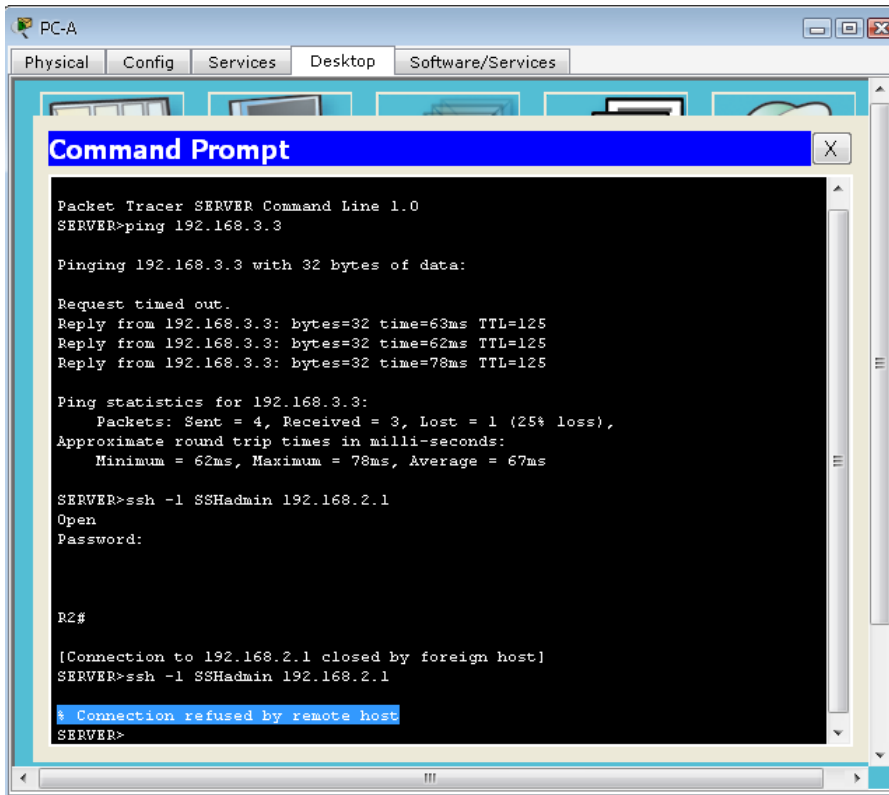 PC-A
Physical Config Services Desktop Software/Services
Command Prompt
X
Packet Tracer SERVER Command Line 1.0
SERVER>ping 192.168.3.3
Pinging 192.168.3.3 with 32 bytes of data:
Request timed out.
Reply from 192.168.3.3: bytes=32 time=63ms TTL=125
Reply from 192.168.3.3: bytes=32 time=62ms TTL=125
Reply from 192.168.3.3: bytes=32 time=78ms TTL=125
Ping statistics for 192.168.3.3:
Packets: Sent = 4, Received = 3, Lost = 1 (25% loss),
Approximate round trip times in milli-seconds:
Minimum = 62ms, Maximum = 78ms, Average = 67ms
SERVER>ssh -l SSHadmin 192.168.2.1
Open
Password:
R2#
[Connection to 192.168.2.1 closed by foreign host]
SERVER>ssh -l SSHadmin 192.168.2.1
% Connection refused by remote host
SERVER>